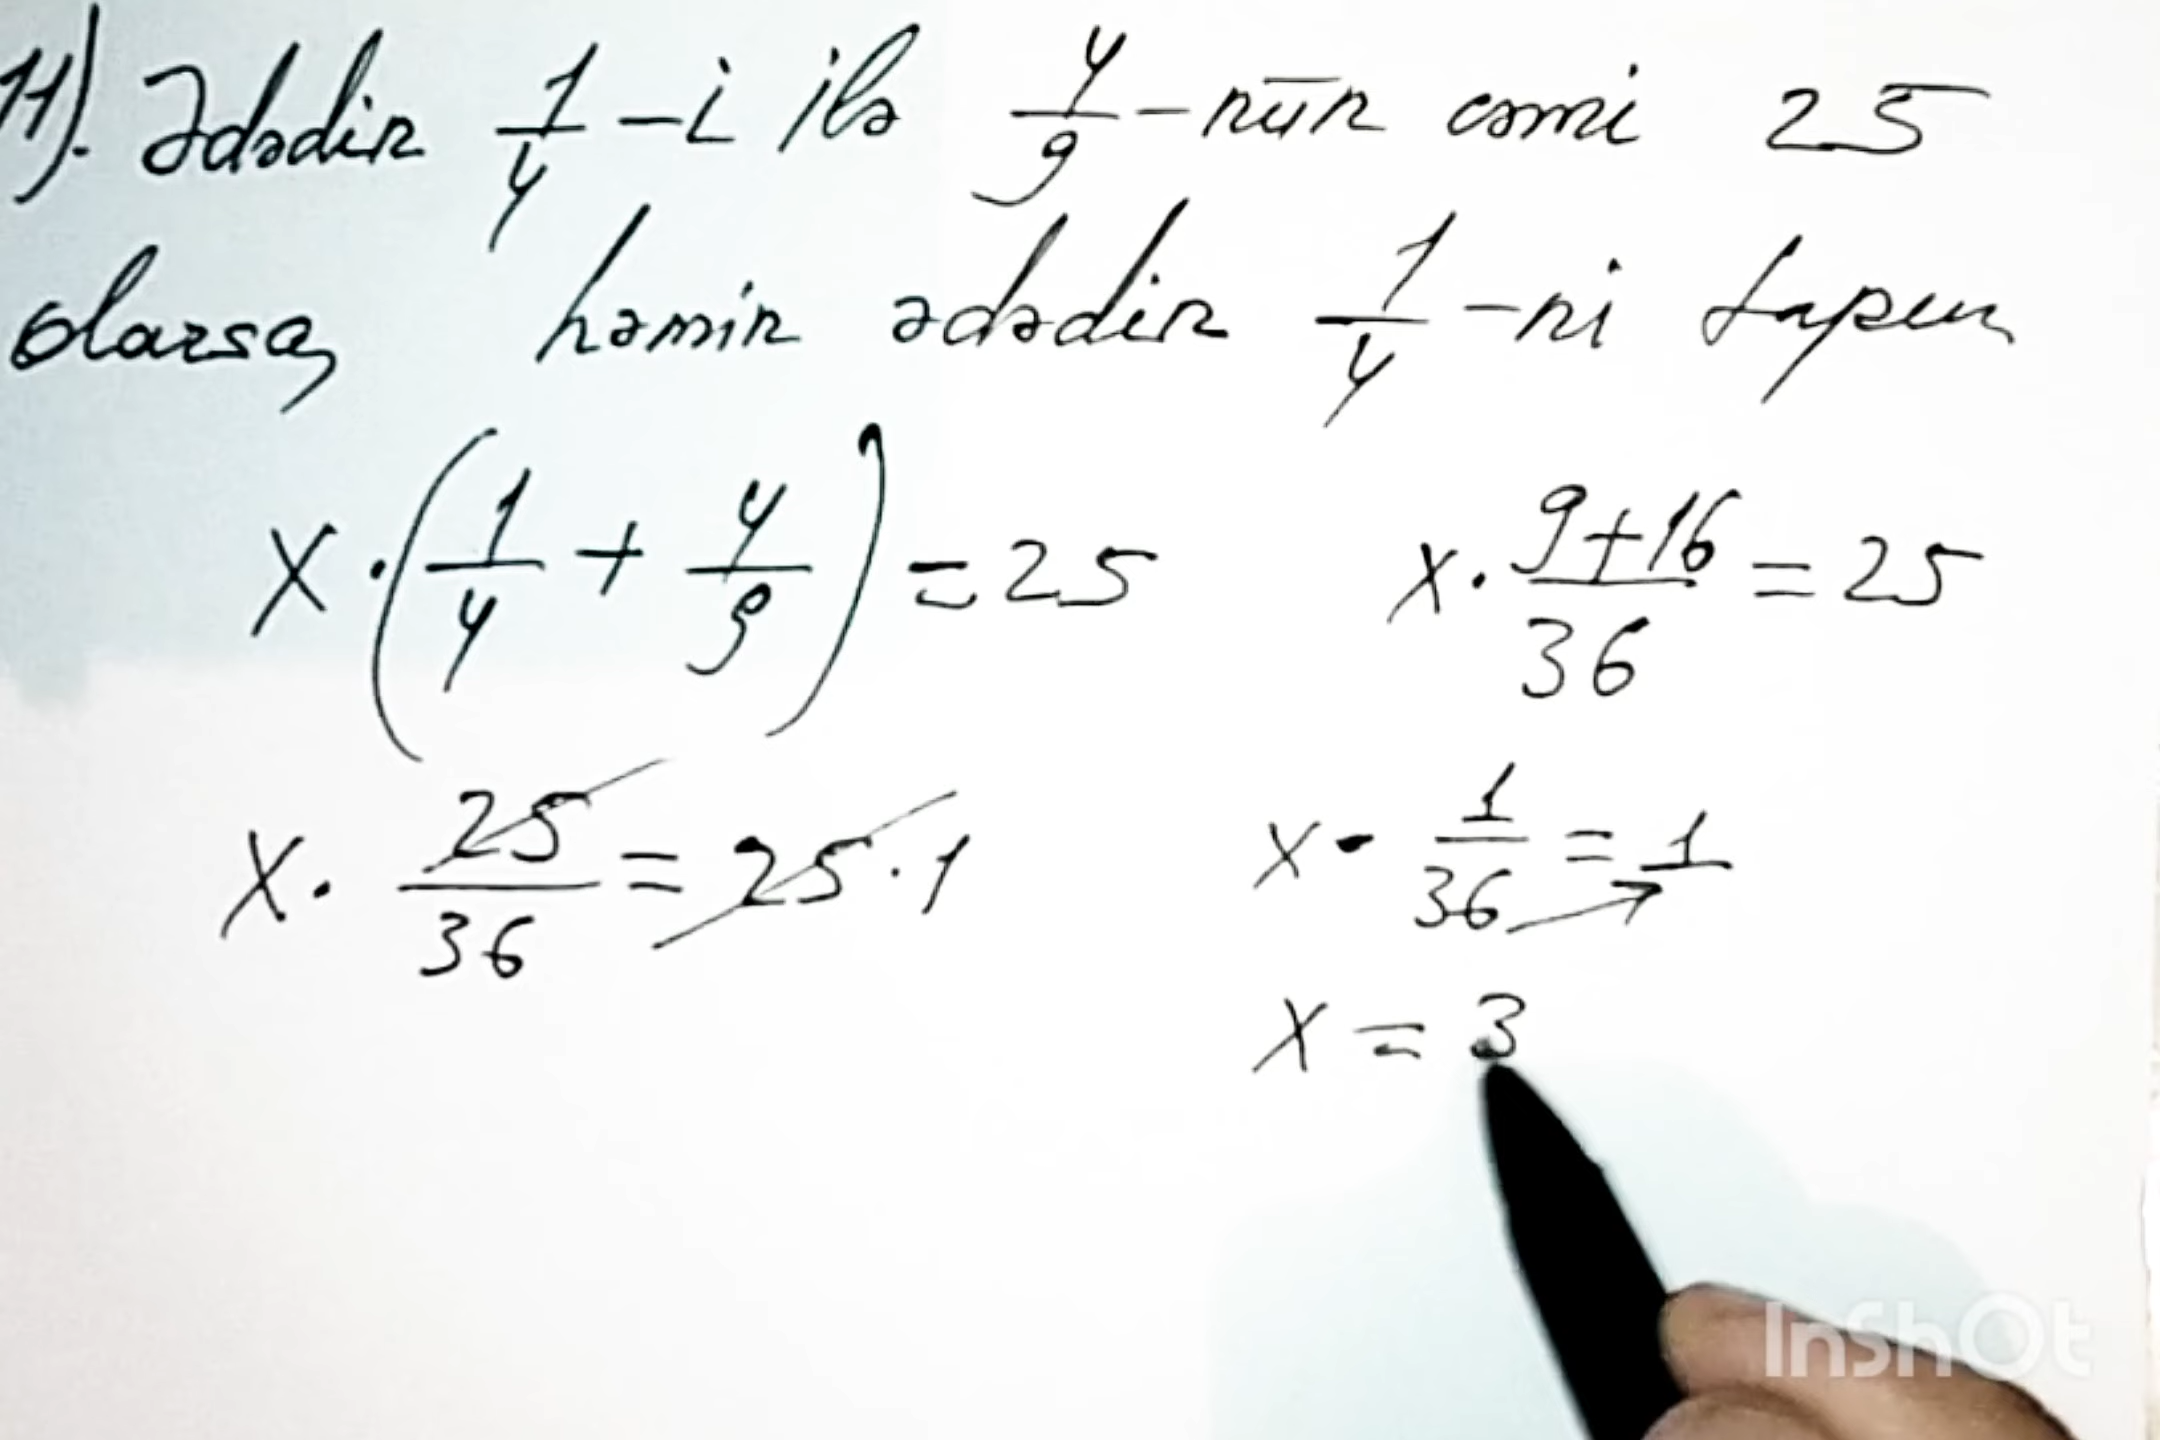 11). Ədədin 1/4-i ilə 4/9-nün cəmi 25
olarsa, həmin ədədin 1/4-ni tapın
x·(1/4 + 4/9) = 25
x· (9+16)/36 = 25
x· 25/36 = 25·1
x· 1/36 = 1
x = 3
InShOt